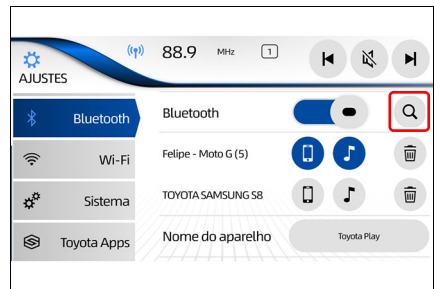 AJUSTES
88.9 MHz 1
Bluetooth
Wi-Fi
Sistema
Toyota Apps
Bluetooth
Felipe - Moto G (5)
TOYOTA SAMSUNG S8
Nome do aparelho Toyota Play